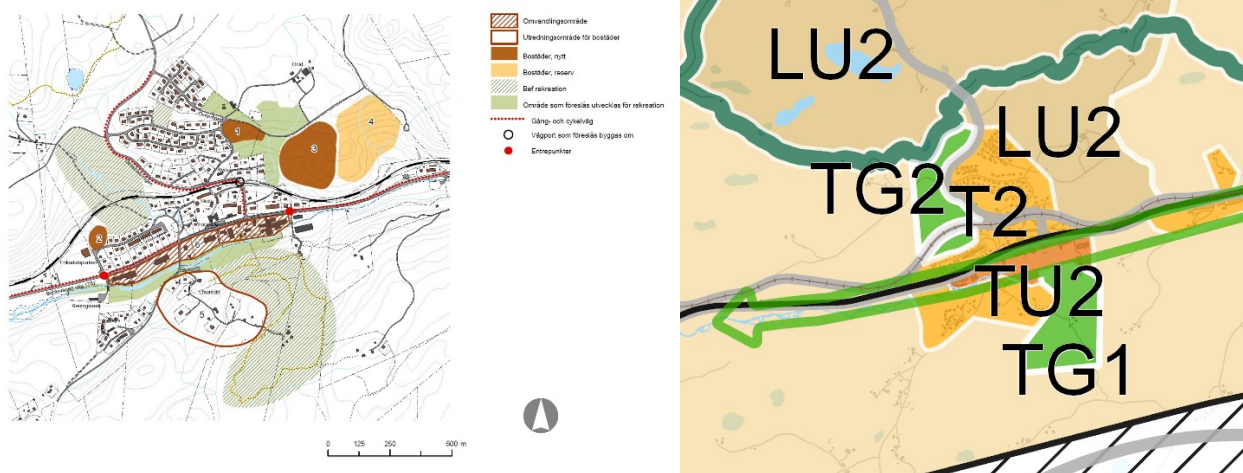 Omvandlingsområde
Utredningsområde för bostäder
Bostäder, nytt
Bostäder, reserv
Bef rekreation
Område som föreslås utvecklas för rekreation
Gång- och cykelväg
Vägport som föreslås byggas om
Entrepunkter
1
3
4
2
6
5
0 125 250 500 m
LU2
LU2
TG2
T2
TU2
TG1